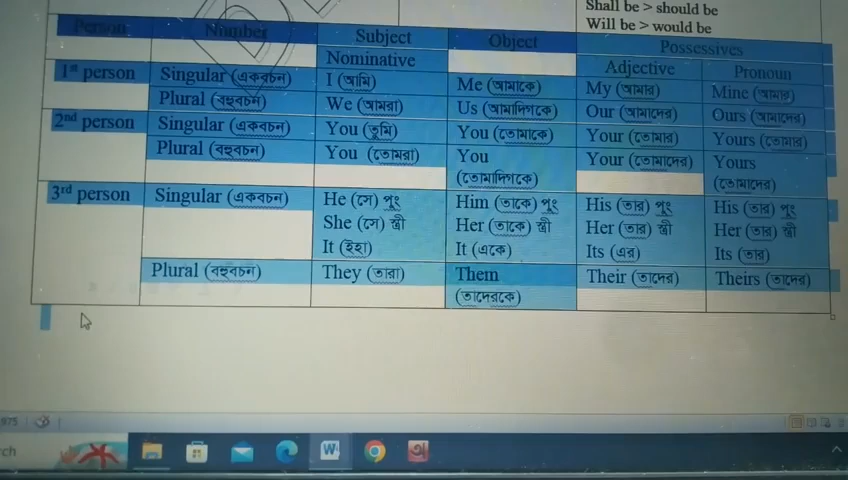 Shall be > should be
Will be > would be
Person Number Subject Object Possessives
Nominative Adjective Pronoun
1st person Singular (একবচন) I (আমি) Me (আমাকে) My (আমার) Mine (আমার)
Plural (বহুবচন) We (আমরা) Us (আমাদিগকে) Our (আমাদের) Ours (আমাদের)
2nd person Singular (একবচন) You (তুমি) You (তোমাকে) Your (তোমার) Yours (তোমার)
Plural (বহুবচন) You (তোমরা) You Your (তোমাদের) Yours
(তোমাদিগকে) (তোমাদের)
3rd person Singular (একবচন) He (সে) পুং Him (তাকে) পুং His (তার) পুং His (তার) পুং
She (সে) স্ত্রী Her (তাকে) স্ত্রী Her (তার) স্ত্রী Her (তার) স্ত্রী
It (ইহা) It (একে) Its (এর) Its (তার)
Plural (বহুবচন) They (তারা) Them Their (তাদের) Theirs (তাদের)
(তাদেরকে)
975
rch